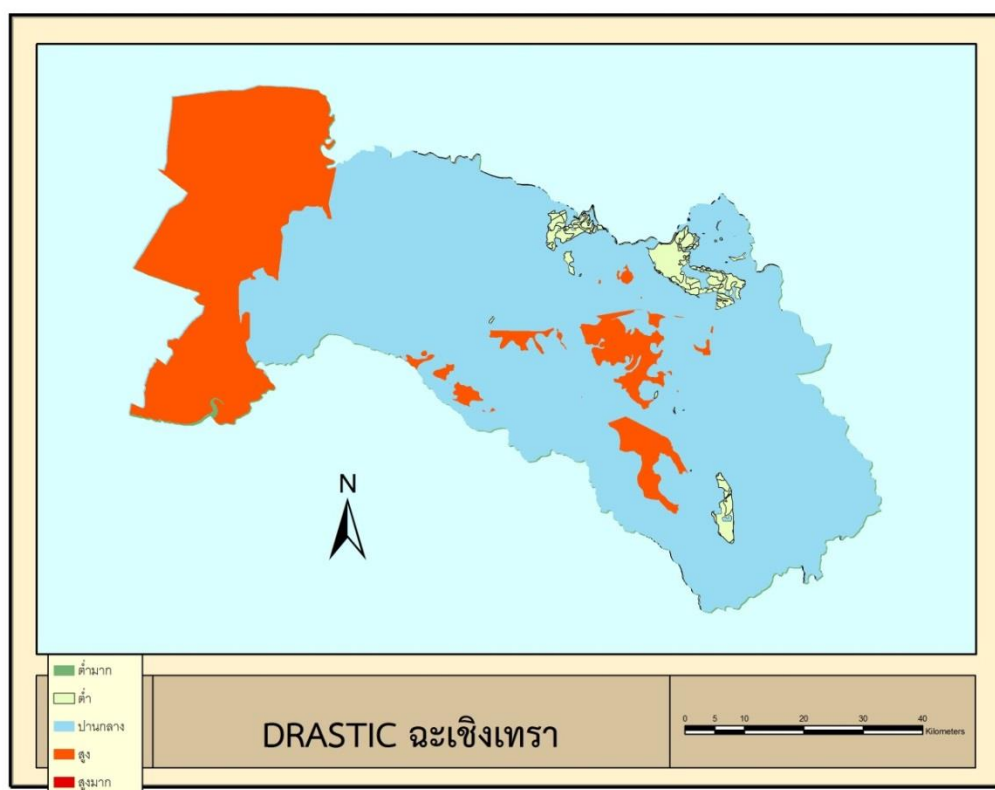 N
ต่ำมาก
ต่ำ
ปานกลาง
สูง
สูงมาก
DRASTIC ฉะเชิงเทรา
0 5 10 20 30 40
Kilometers